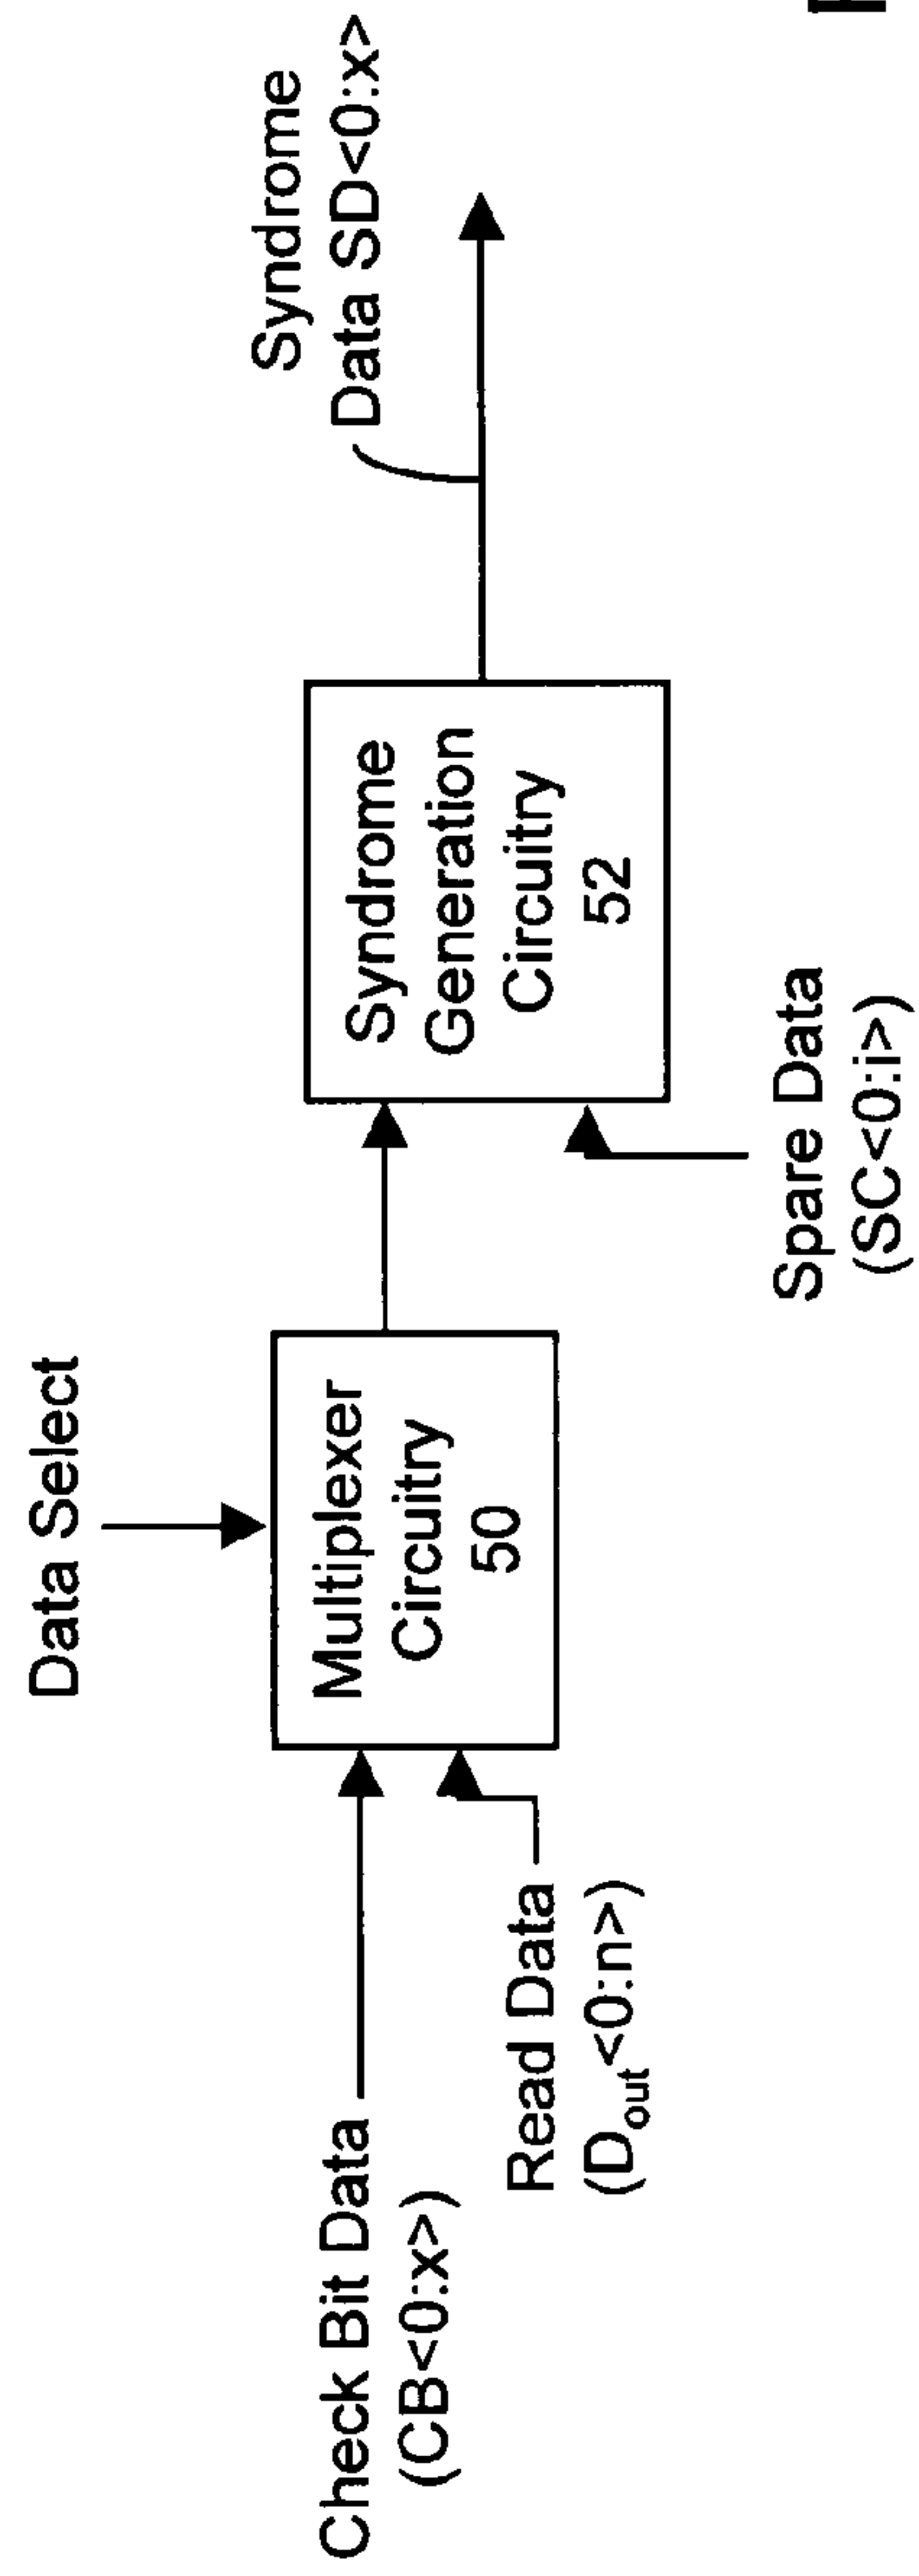 Data Select
Check Bit Data
(CB<0:x>)
Read Data
(Dout<0:n>)
Multiplexer
Circuitry
50
Spare Data
(SC<0:i>)
Syndrome
Generation
Circuitry
52
Syndrome
Data SD<0:x>